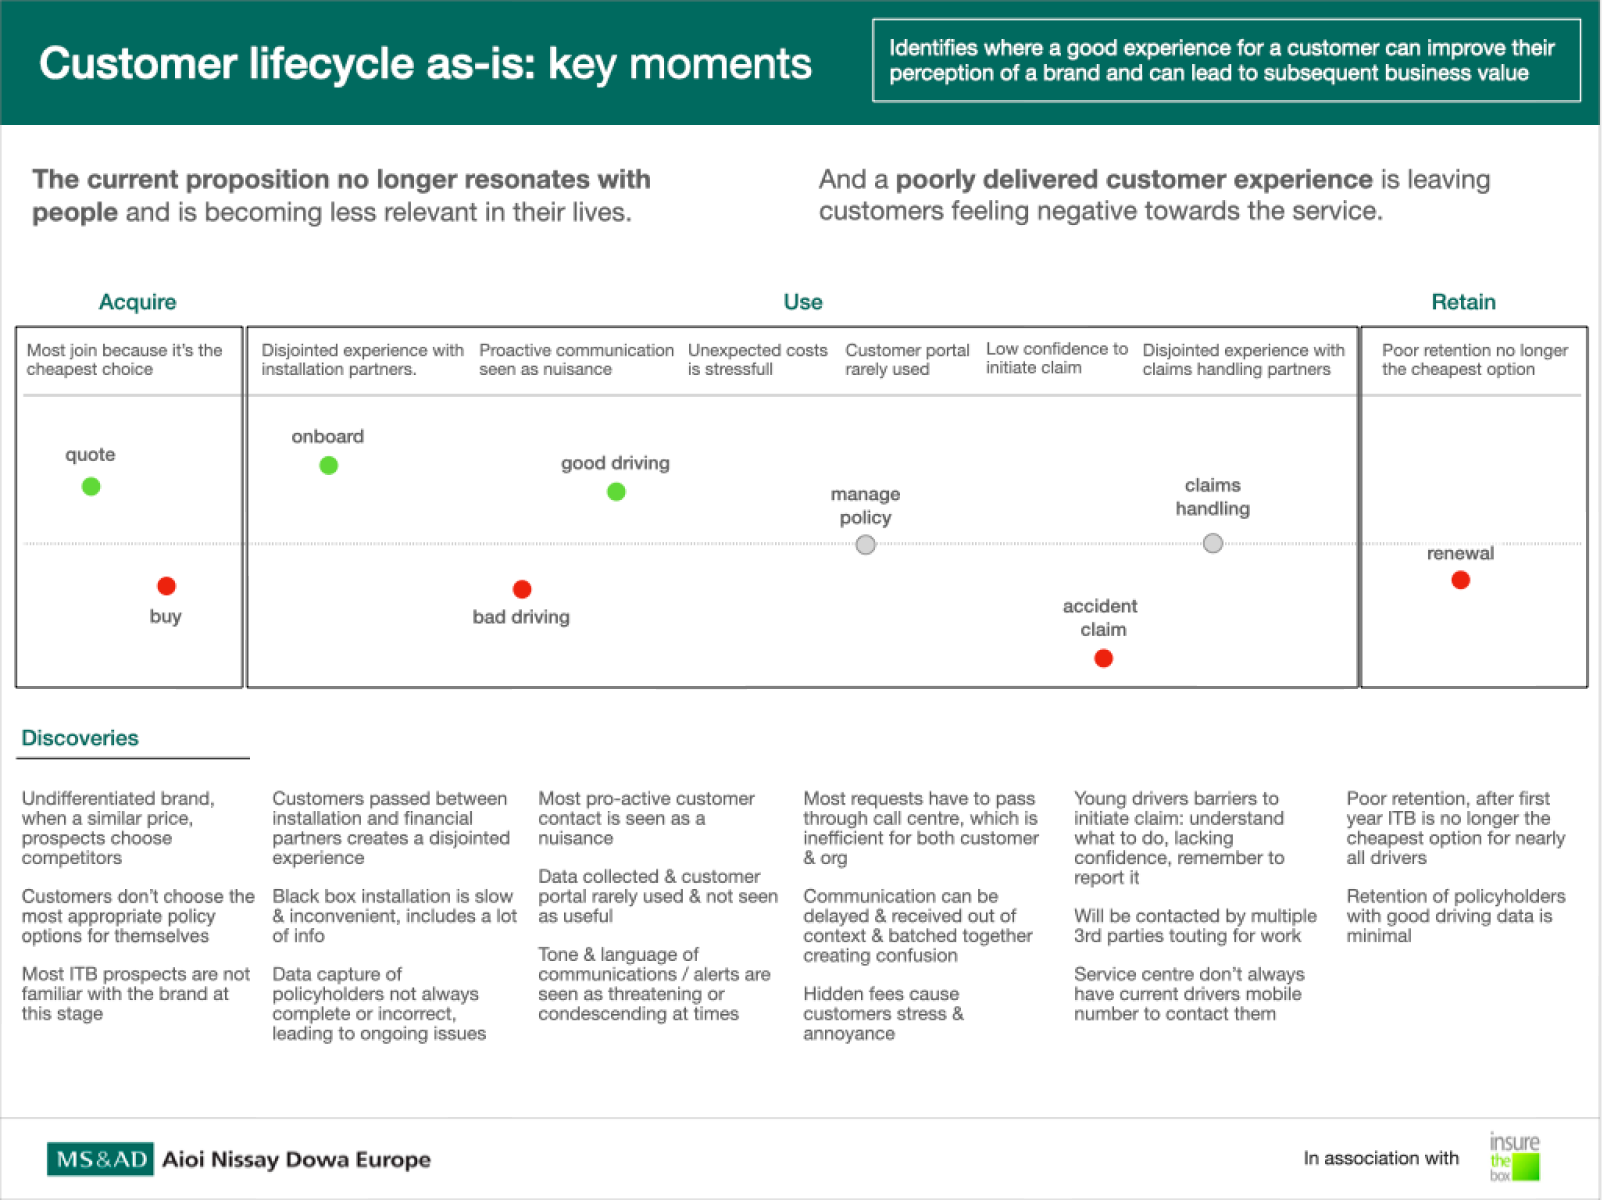 Customer lifecycle as-is: key moments
Identifies where a good experience for a customer can improve their
perception of a brand and can lead to subsequent business value
The current proposition no longer resonates with
people and is becoming less relevant in their lives.
And a poorly delivered customer experience is leaving
customers feeling negative towards the service.
Acquire
Use
Retain
Most join because it's the
cheapest choice
Disjointed experience with
installation partners.
Proactive communication
seen as nuisance
Unexpected costs
is stressfull
Customer portal
rarely used
Low confidence to
initiate claim
Disjointed experience with
claims handling partners
Poor retention no longer
the cheapest option
quote
buy
onboard
bad driving
good driving
manage
policy
accident
claim
claims
handling
renewal
Discoveries
Undifferentiated brand,
when a similar price,
prospects choose
competitors
Customers don't choose the
most appropriate policy
options for themselves
Most ITB prospects are not
familiar with the brand at
this stage
Customers passed between
installation and financial
partners creates a disjointed
experience
Black box installation is slow
& inconvenient, includes a lot
of info
Data capture of
policyholders not always
complete or incorrect,
leading to ongoing issues
Most pro-active customer
contact is seen as a
nuisance
Data collected & customer
portal rarely used & not seen
as useful
Tone & language of
communications / alerts are
seen as threatening or
condescending at times
Most requests have to pass
through call centre, which is
inefficient for both customer
& org
Communication can be
delayed & received out of
context & batched together
creating confusion
Hidden fees cause
customers stress &
annoyance
Young drivers barriers to
initiate claim: understand
what to do, lacking
confidence, remember to
report it
Will be contacted by multiple
3rd parties touting for work
Service centre don't always
have current drivers mobile
number to contact them
Poor retention, after first
year ITB is no longer the
cheapest option for nearly
all drivers
Retention of policyholders
with good driving data is
minimal
MS&AD Aioi Nissay Dowa Europe
In association with
insure
the
box